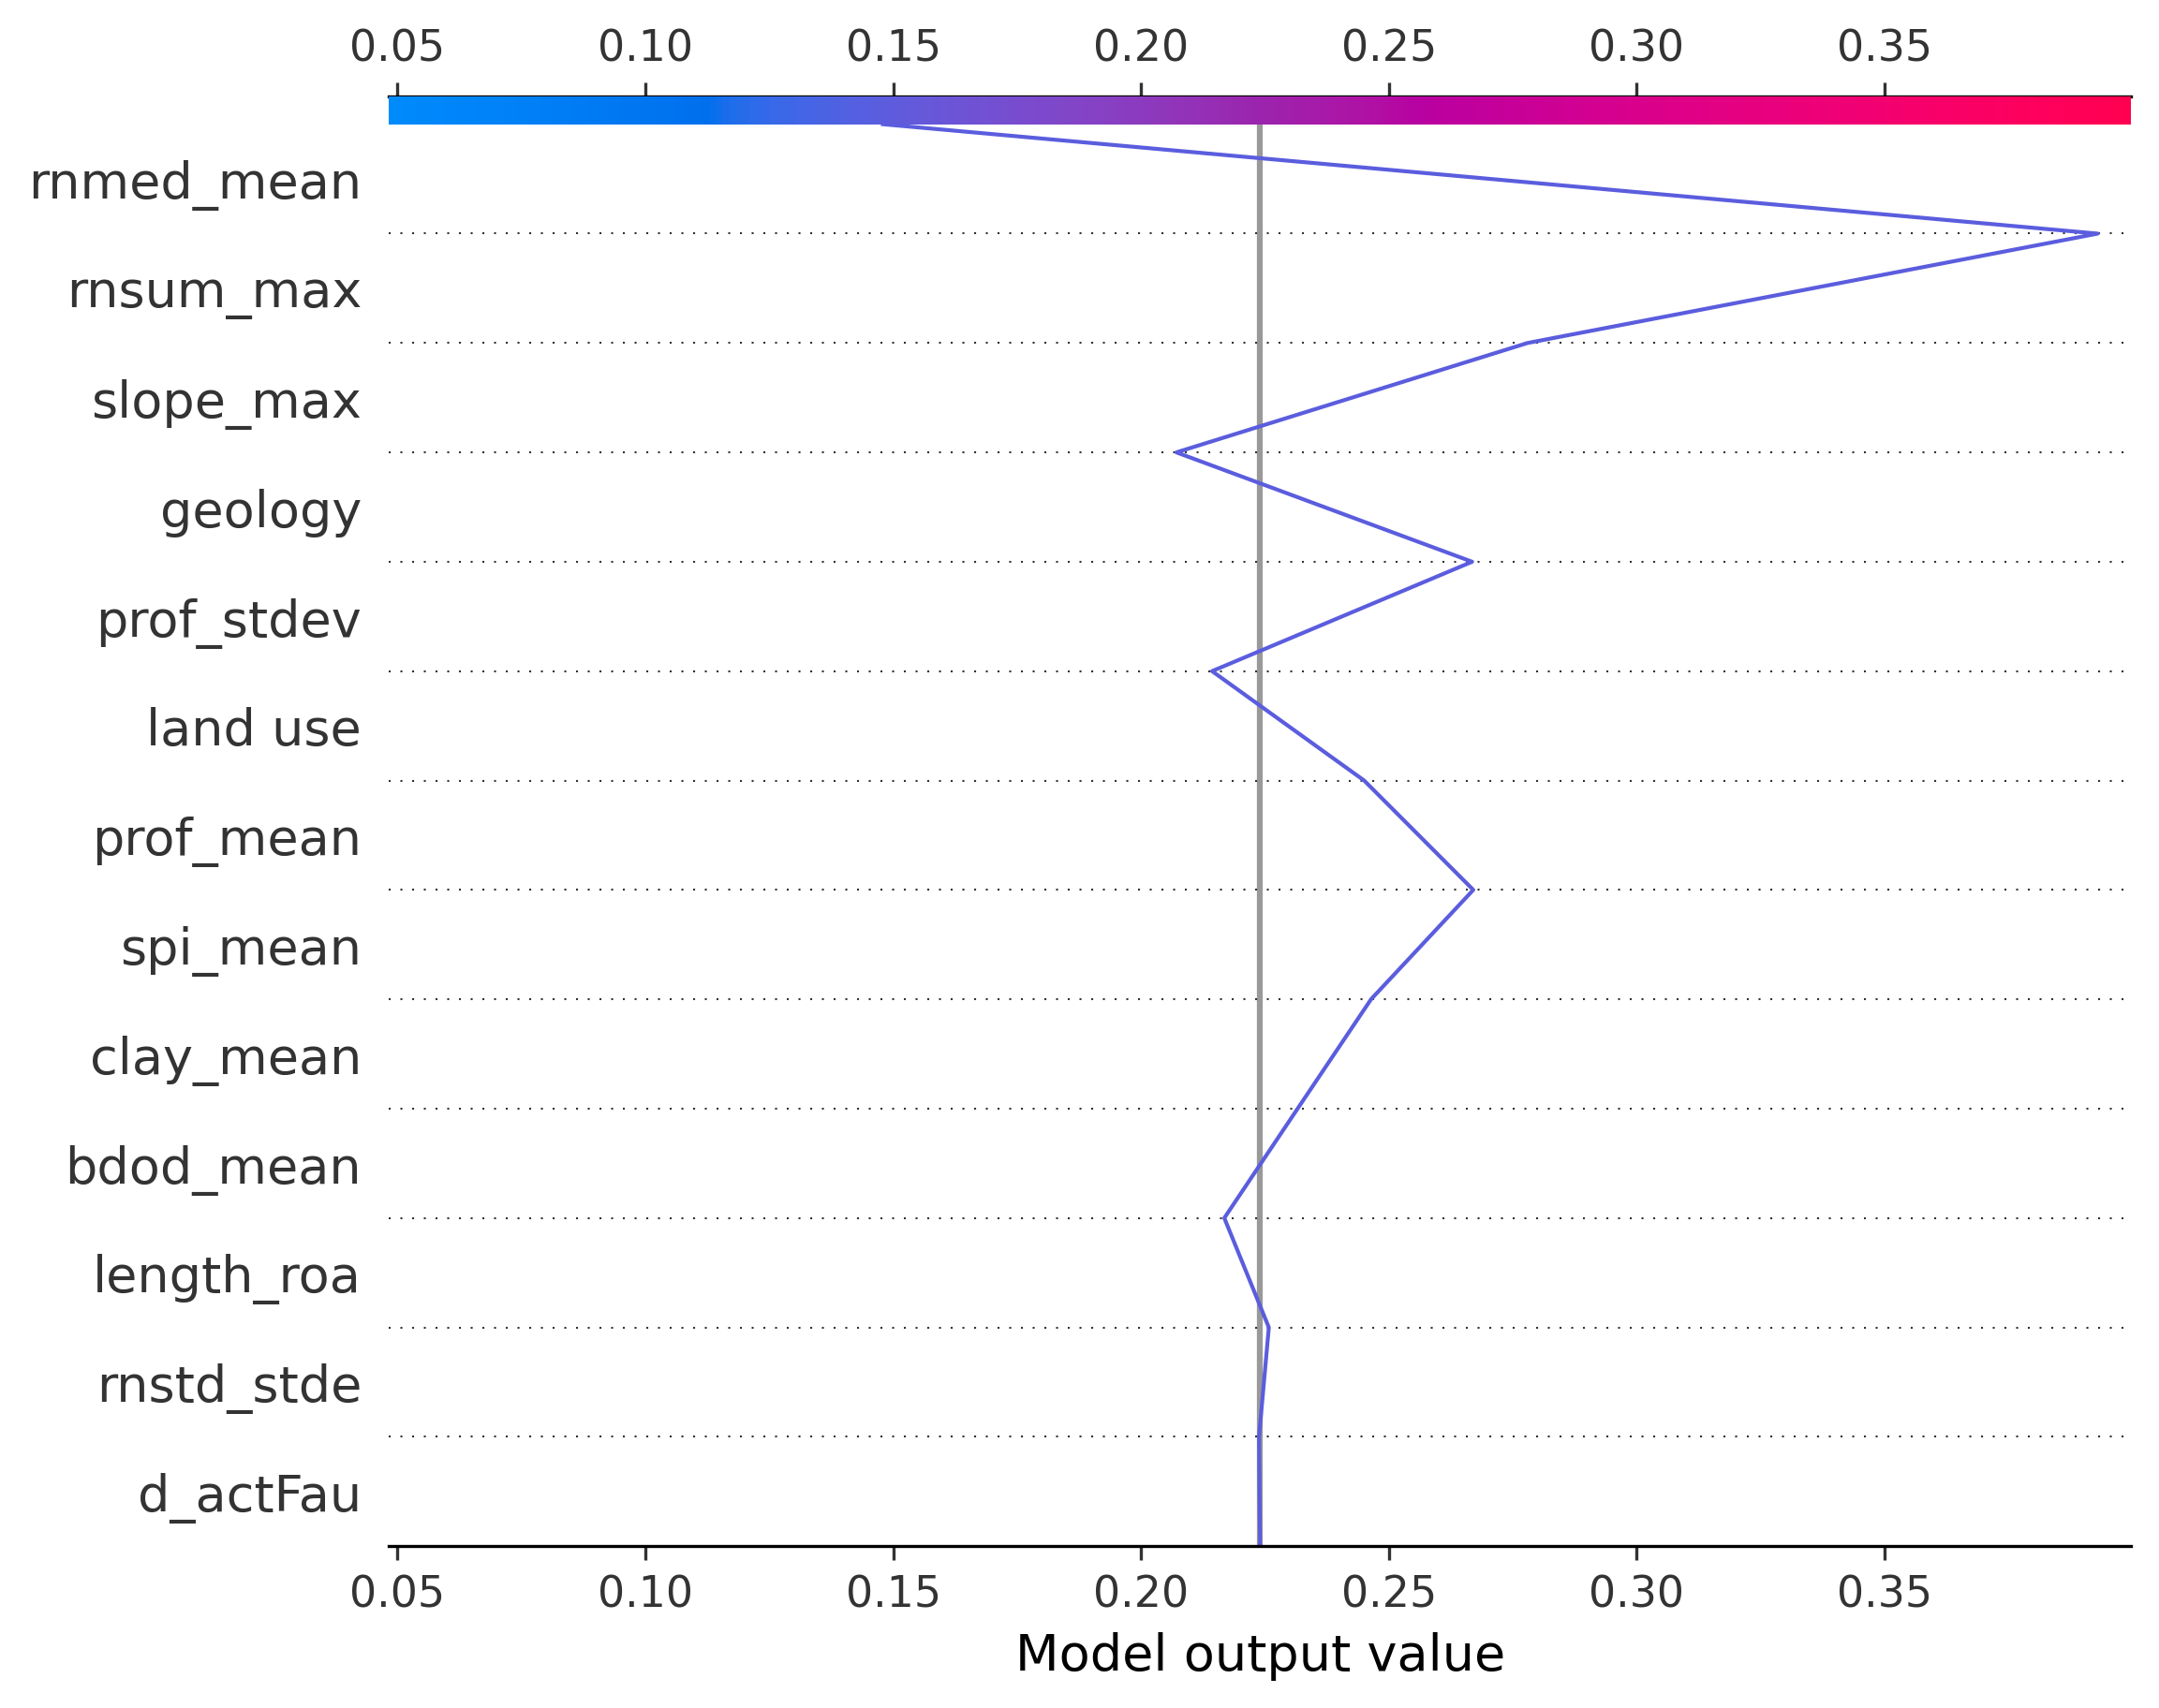 0.05 0.10 0.15 0.20 0.25 0.30 0.35
rnmed_mean
rnsum_max
slope_max
geology
prof_stdev
land use
prof_mean
spi_mean
clay_mean
bdod_mean
length_roa
rnstd_stde
d_actFau
0.05 0.10 0.15 0.20 0.25 0.30 0.35
Model output value